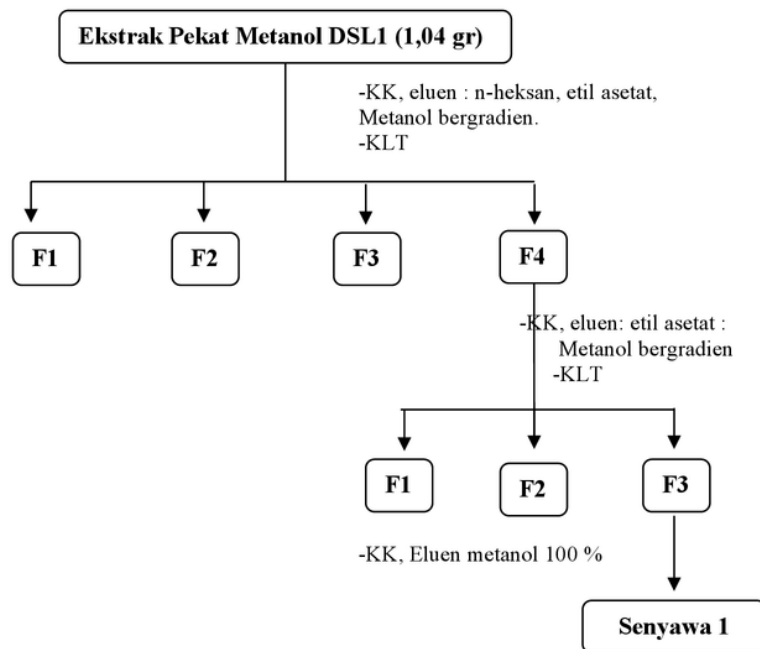 Ekstrak Pekat Metanol DSL1 (1,04 gr)
-KK, eluen : n-heksan, etil asetat,
Metanol bergradien.
-KLT
F1
F2
F3
F4
-KK, eluen: etil asetat :
Metanol bergradien
-KLT
F1
F2
F3
-KK, Eluen metanol 100 %
Senyawa 1